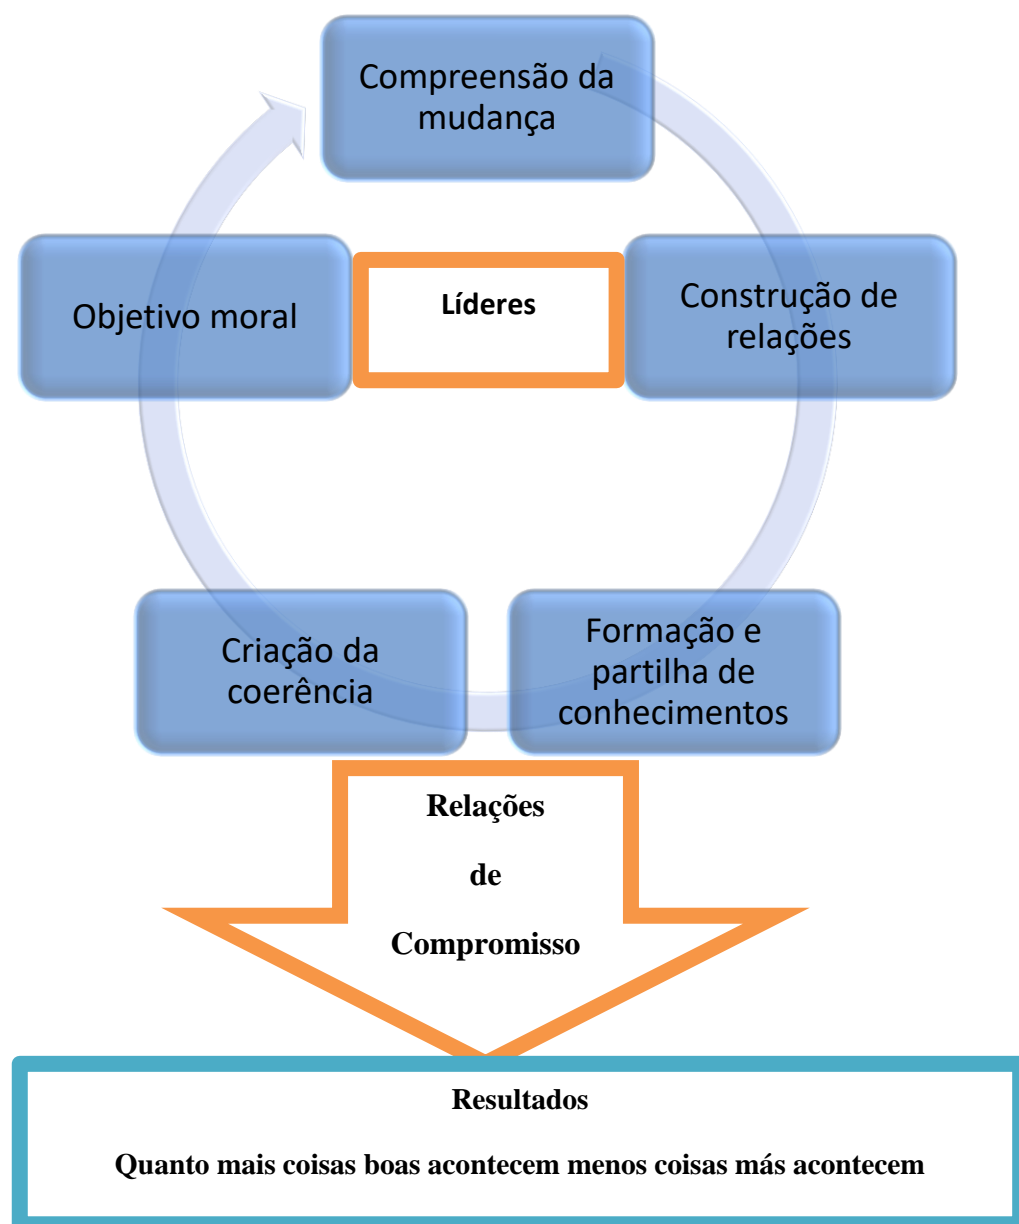 Compreensão da
mudança
Objetivo moral
Líderes
Construção de
relações
Criação da
coerência
Formação e
partilha de
conhecimentos
Relações
de
Compromisso
Resultados
Quanto mais coisas boas acontecem menos coisas más acontecem